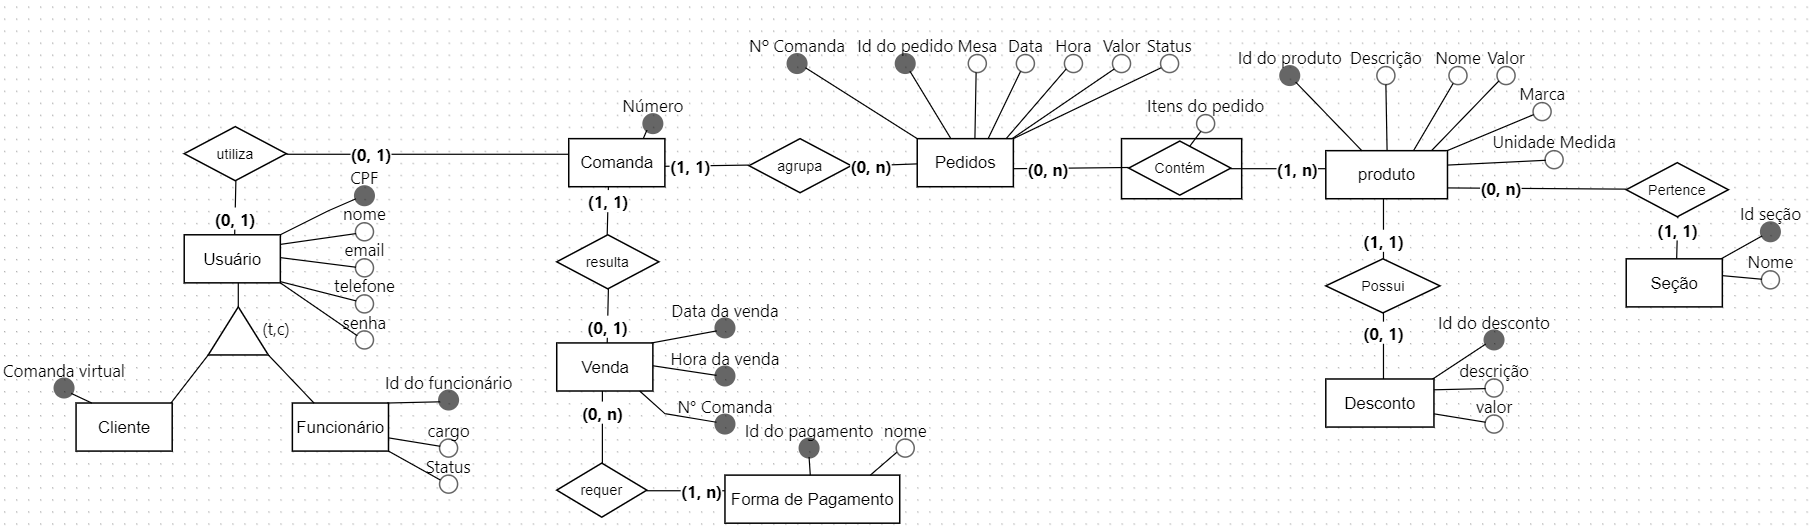 Nº Comanda
Id do pedido
Mesa
Data
Hora
Valor
Status
Id do produto
Descrição
Nome
Valor
Marca
Unidade Medida
Número
Itens do pedido
utiliza
(0, 1)
Comanda
(1, 1)
agrupa
(0, n)
Pedidos
(0, n)
Contém
(1, n)
produto
(0, n)
Pertence
CPF
nome
email
telefone
senha
(0, 1)
Usuário
(1, 1)
resulta
(0, 1)
(1, 1)
Possui
(0, 1)
(1, 1)
Id seção
Nome
Seção
(t,c)
Data da venda
Hora da venda
Nº Comanda
Venda
Id do desconto
descrição
valor
Desconto
Comanda virtual
Cliente
Id do funcionário
cargo
Status
Funcionário
(0, n)
requer
(1, n)
Id do pagamento
nome
Forma de Pagamento